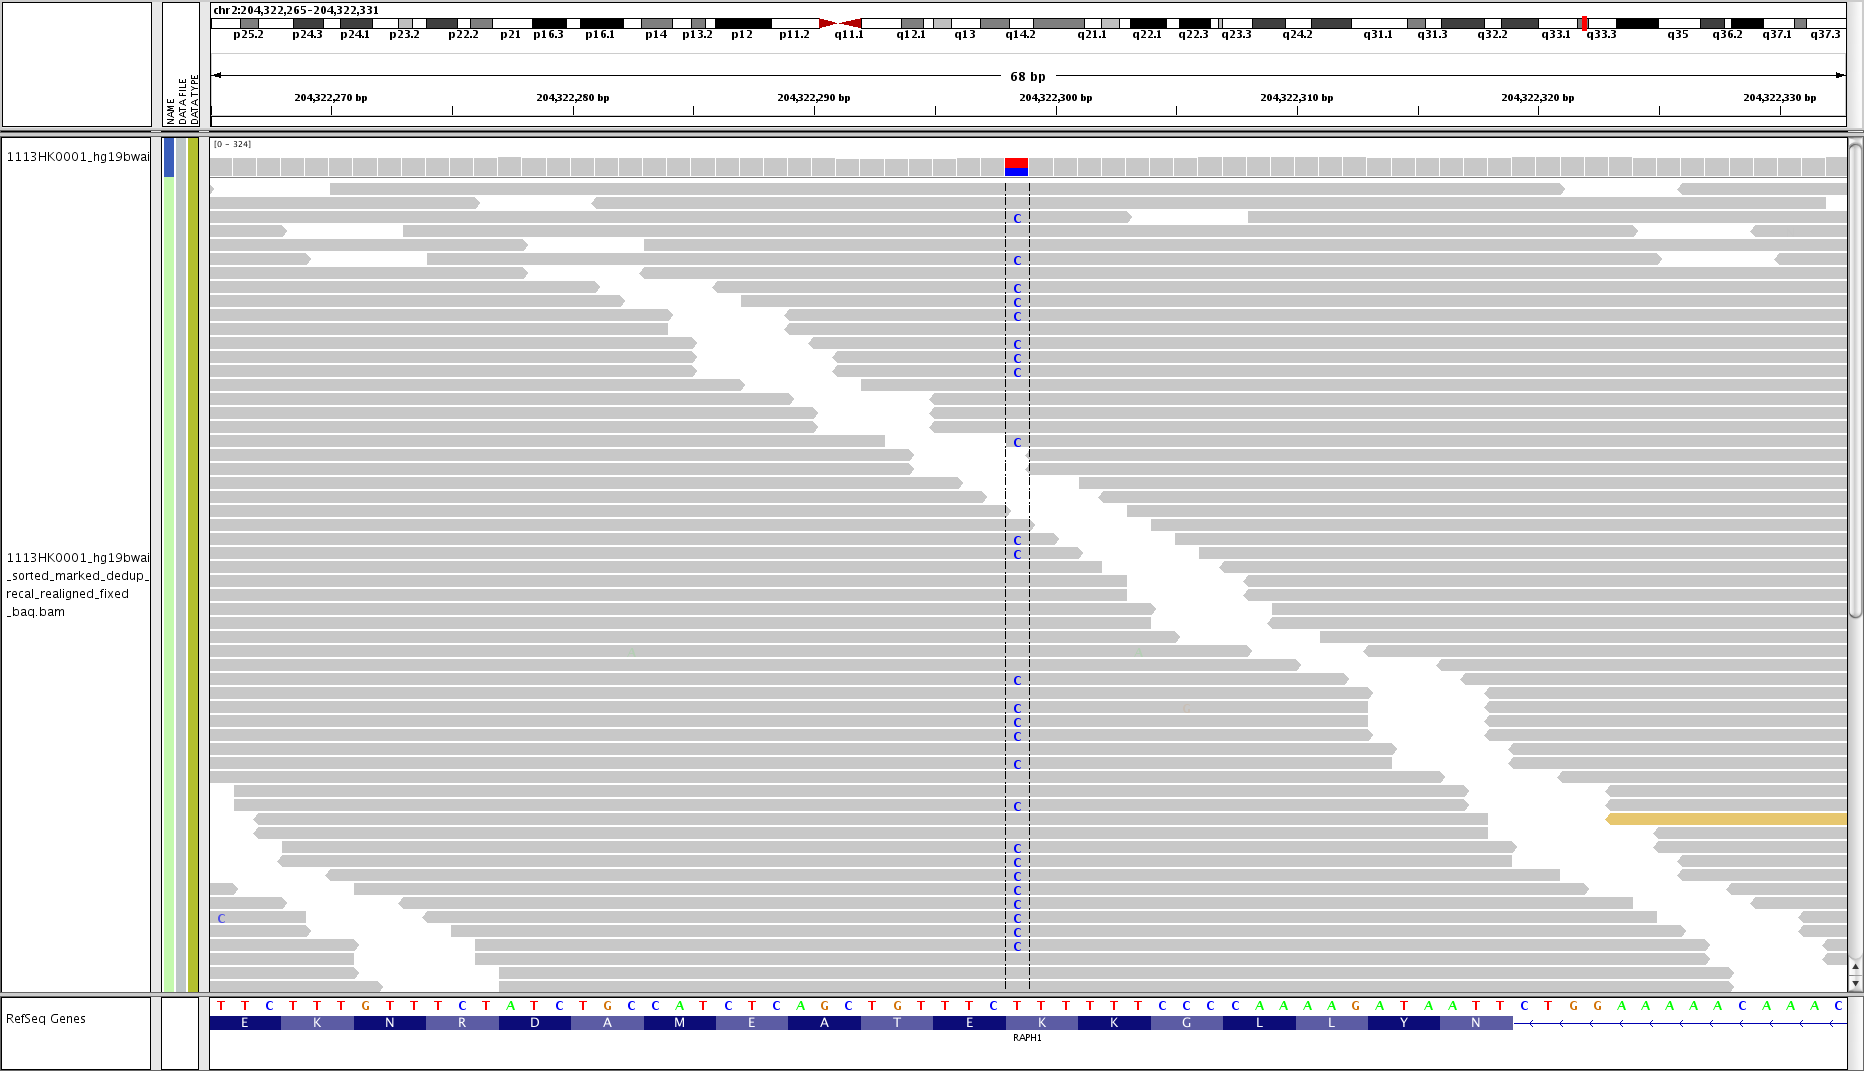 chr2:204,322,265-204,322,331
p25.2 p24.3 p24.1 p23.2 p22.2 p21 p16.3 p16.1 p14 p13.2 p12 p11.2 q11.1 q12.1 q13 q14.2 q21.1 q22.1 q22.3 q23.3 q24.2 q31.1 q31.3 q32.2 q33.1 q33.3 q35 q36.2 q37.1 q37.3
68 bp
204,322,270 bp 204,322,280 bp 204,322,290 bp 204,322,300 bp 204,322,310 bp 204,322,320 bp 204,322,330 bp
NAME
DATA FILE
DATA TYPE
[0 - 324]
1113HK0001_hg19bwai
C
C
C
C
C
C
C
C
C
C
C
1113HK0001_hg19bwai
_sorted_marked_dedup_
recal_realigned_fixed
_baq.bam
A A
C
C G
C
C
C
C
C
C
C
C
C
C C
C
C
T T C T T T G T T T C T A T C T G C C A T C T C A G C T G T T T C T T T T T T C C C C A A A A G A T A A T T C T G G A A A A A C A A A C
RefSeq Genes
E K N R D A M E A T E K K G L L Y N
RAPH1